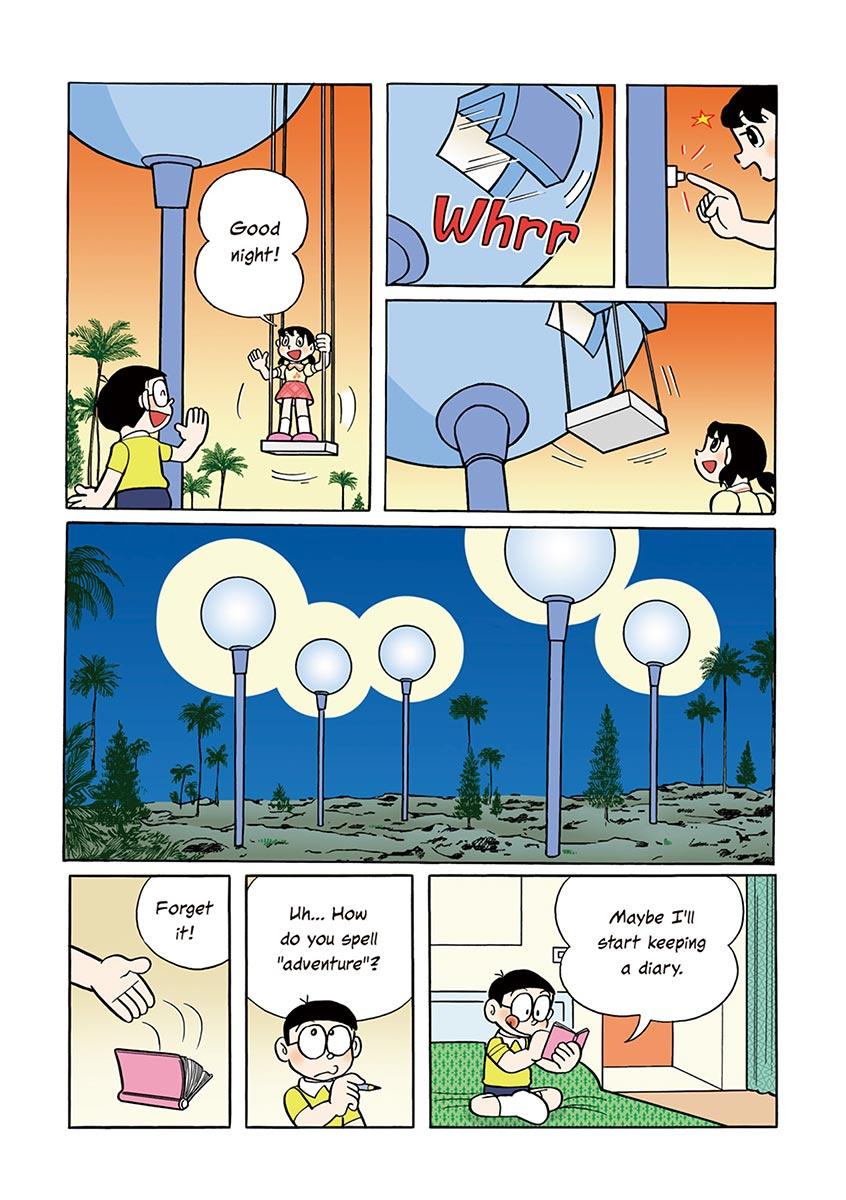 Whrr
Good
night!
Maybe I'll
start keeping
a diary.
Uh... How
do you spell
"adventure"?
Forget
it!